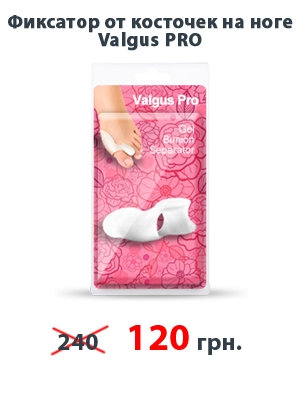 Фиксатор от косточек на ноге
Valgus PRO
Valgus Pro
Gel
Bunion
Separator
240 120 грн.